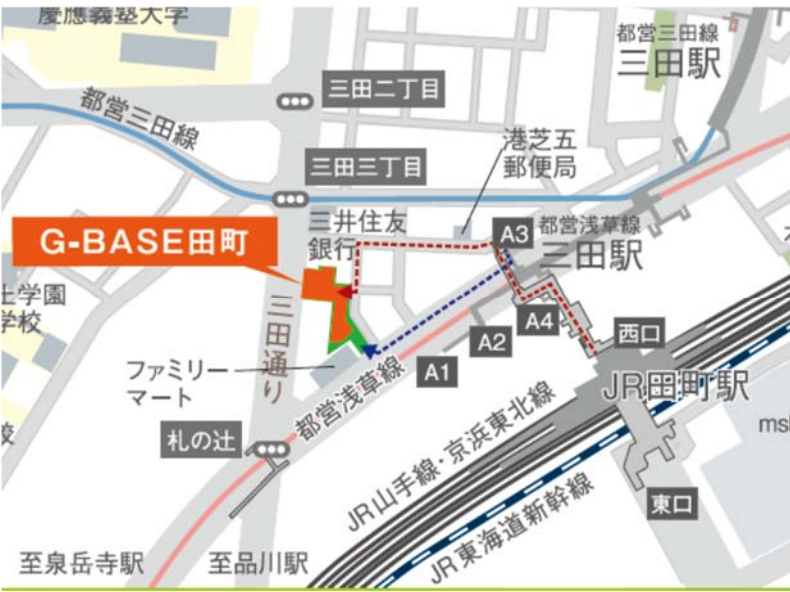 慶應義塾大学
都営三田線
三田駅
三田二丁目
都営三田線
三田三丁目
港芝五
郵便局
三井住友
銀行
A3
都営浅草線
三田駅
G-BASE田町
学園
学校
三田通り
A4
A2
西口
A1
ファミリー
マート
JR田町駅
都営浅草線
札の辻
JR山手線・京浜東北線
東口
JR東海道新幹線
至泉岳寺駅
至品川駅